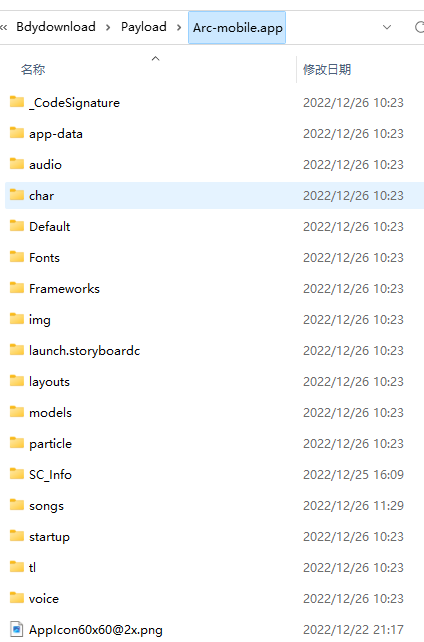 « Bdydownload › Payload › Arc-mobile.app
名称 修改日期
_CodeSignature 2022/12/26 10:23
app-data 2022/12/26 10:23
audio 2022/12/26 10:23
char 2022/12/26 10:23
Default 2022/12/26 10:23
Fonts 2022/12/26 10:23
Frameworks 2022/12/26 10:23
img 2022/12/26 10:23
launch.storyboardc 2022/12/26 10:23
layouts 2022/12/26 10:23
models 2022/12/26 10:23
particle 2022/12/26 10:23
SC_Info 2022/12/25 16:09
songs 2022/12/26 11:29
startup 2022/12/26 10:23
tl 2022/12/26 10:23
voice 2022/12/26 10:23
AppIcon60x60@2x.png 2022/12/22 21:17